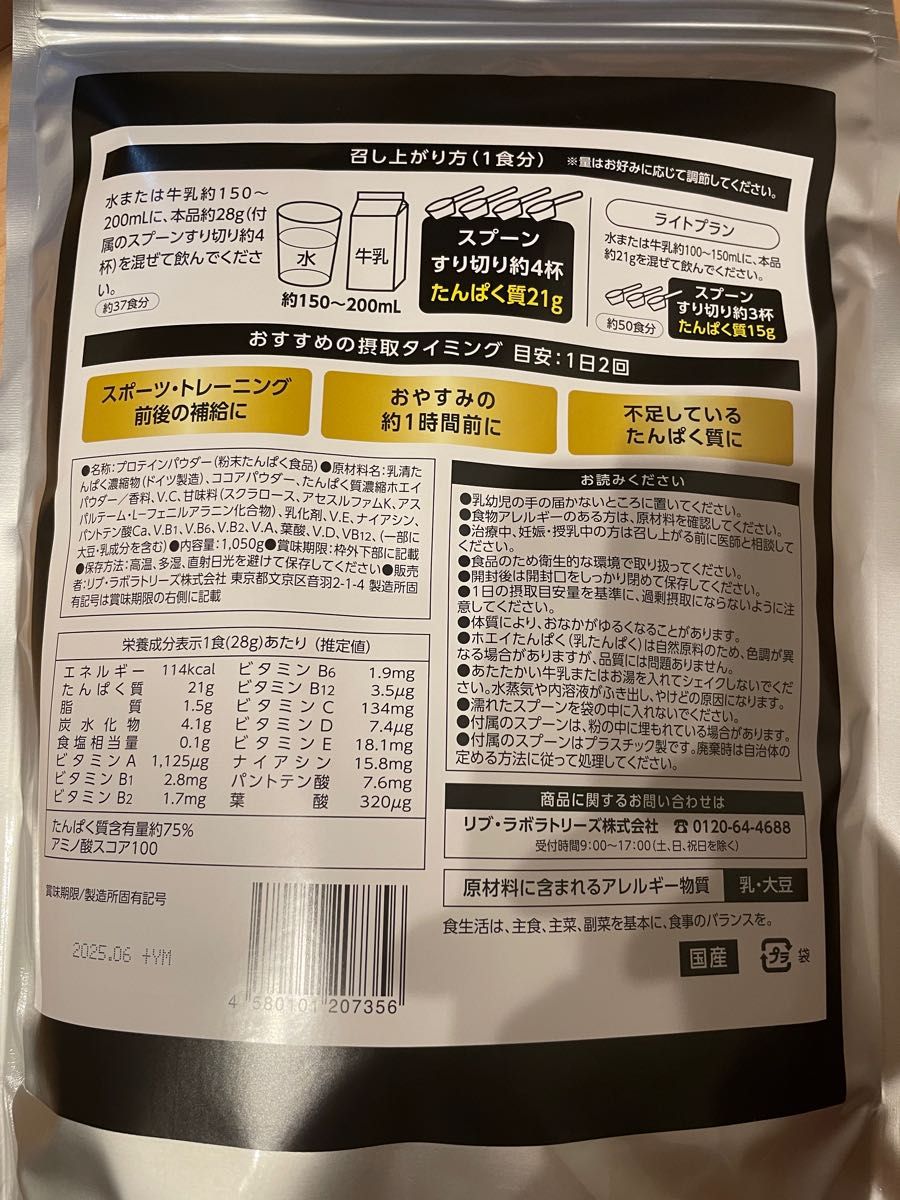 召し上がり方(1食分) ※量はお好みに応じて調節してください。
水または牛乳約150〜
200mLに、本品約28g(付
属のスプーンすり切り約4
杯)を混ぜて飲んでくださ
い。
約37食分
水
牛乳
約150〜200mL
スプーン
すり切り約4杯
たんぱく質21g
ライトプラン
水または牛乳約100〜150mLに、本品
約21gを混ぜて飲んでください。
約50食分
スプーン
すり切り約3杯
たんぱく質15g
おすすめの摂取タイミング 目安:1日2回
スポーツ・トレーニング
前後の補給に
おやすみの
約1時間前に
不足している
たんぱく質に
●名称:プロテインパウダー(粉末たんぱく食品)●原材料名:乳清た
んぱく濃縮物(ドイツ製造)、ココアパウダー、たんぱく質濃縮ホエイ
パウダー/香料、V.C、甘味料(スクラロース、アセスルファムK、アス
パルテーム・L-フェニルアラニン化合物)、乳化剤、V.E、ナイアシン、
パントテン酸Ca、V.B1、V.B6、V.B2、V.A、葉酸、V.D、VB12、(一部に
大豆・乳成分を含む)●内容量:1,050g●賞味期限:枠外下部に記載
●保存方法:高温、多湿、直射日光を避けて保存してください●販売
者:リブ・ラボラトリーズ株式会社 東京都文京区音羽2-1-4 製造所固
有記号は賞味期限の右側に記載
栄養成分表示1食(28g)あたり (推定値)
エネルギー 114kcal ビタミンB6 1.9mg
たんぱく質 21g ビタミンB12 3.5μg
脂質 1.5g ビタミンC 134mg
炭水化物 4.1g ビタミンD 7.4μg
食塩相当量 0.1g ビタミンE 18.1mg
ビタミンA 1,125μg ナイアシン 15.8mg
ビタミンB1 2.8mg パントテン酸 7.6mg
ビタミンB2 1.7mg 葉酸 320μg
たんぱく質含有量約75%
アミノ酸スコア100
賞味期限/製造所固有記号
2025.06 +YM
4 580101 207356
お読みください
●乳幼児の手の届かないところに置いてください。
●食物アレルギーのある方は、原材料を確認してください。
●治療中、妊娠・授乳中の方は召し上がる前に医師と相談して
ください。
●食品のため衛生的な環境で取り扱ってください。
●開封後は開封口をしっかり閉めて保存してください。
●1日の摂取目安量を基準に、過剰摂取にならないように注
意してください。
●体質により、おなかがゆるくなることがあります。
●ホエイたんぱく(乳たんぱく)は自然原料のため、色調が異
なる場合がありますが、品質には問題ありません。
●あたたかい牛乳またはお湯を入れてシェイクしないでくだ
さい。水蒸気や内溶液がふき出し、やけどの原因になります。
●濡れたスプーンを袋の中に入れないでください。
●付属のスプーンは、粉の中に埋もれている場合があります。
●付属のスプーンはプラスチック製です。廃棄時は自治体の
定める方法に従って処理してください。
商品に関するお問い合わせは
リブ・ラボラトリーズ株式会社 ☎0120-64-4688
受付時間9:00〜17:00(土、日、祝日を除く)
原材料に含まれるアレルギー物質 乳・大豆
食生活は、主食、主菜、副菜を基本に、食事のバランスを。
国産
プラ
袋